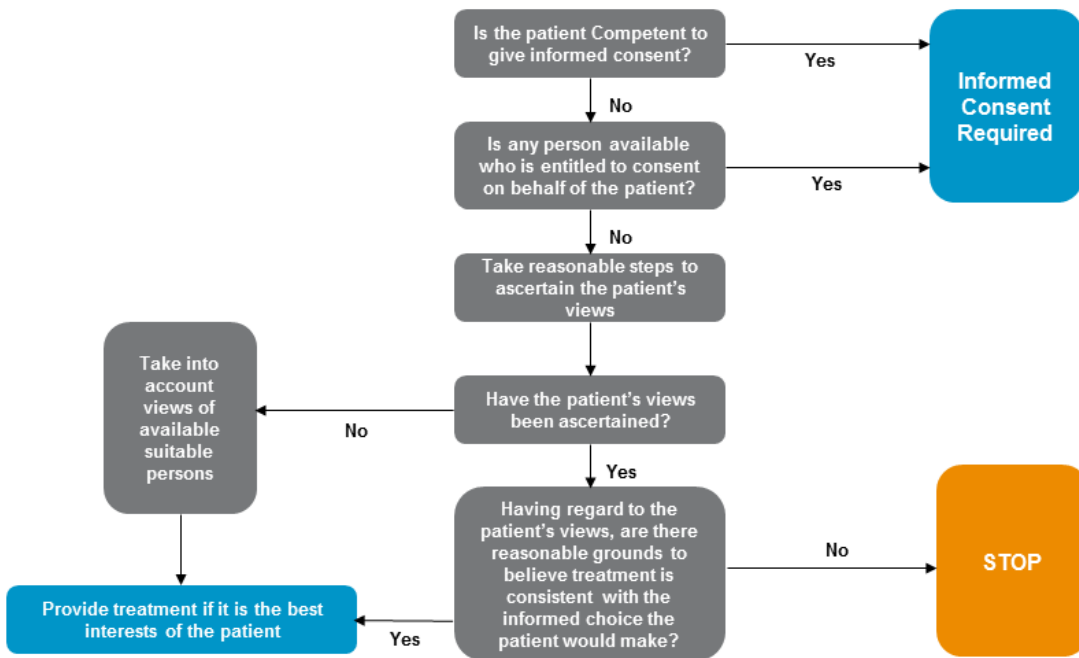 Is the patient Competent to
give informed consent?
Yes
Informed
Consent
Required
No
Is any person available
who is entitled to consent
on behalf of the patient?
Yes
No
Take reasonable steps to
ascertain the patient's
views
Take into
account
views of
available
suitable
persons
No
Have the patient's views
been ascertained?
Yes
Having regard to the
patient's views, are there
reasonable grounds to
believe treatment is
consistent with the
informed choice the
patient would make?
No
STOP
Yes
Provide treatment if it is the best
interests of the patient